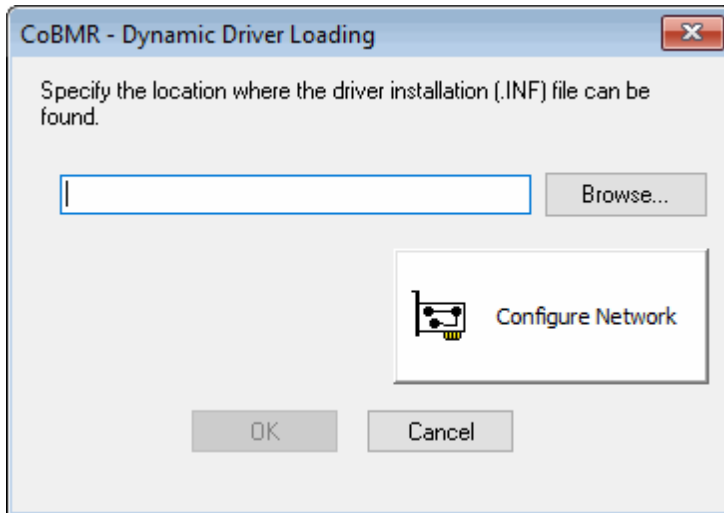 CoBMR - Dynamic Driver Loading
Specify the location where the driver installation (.INF) file can be
found.
Browse...
Configure Network
OK
Cancel